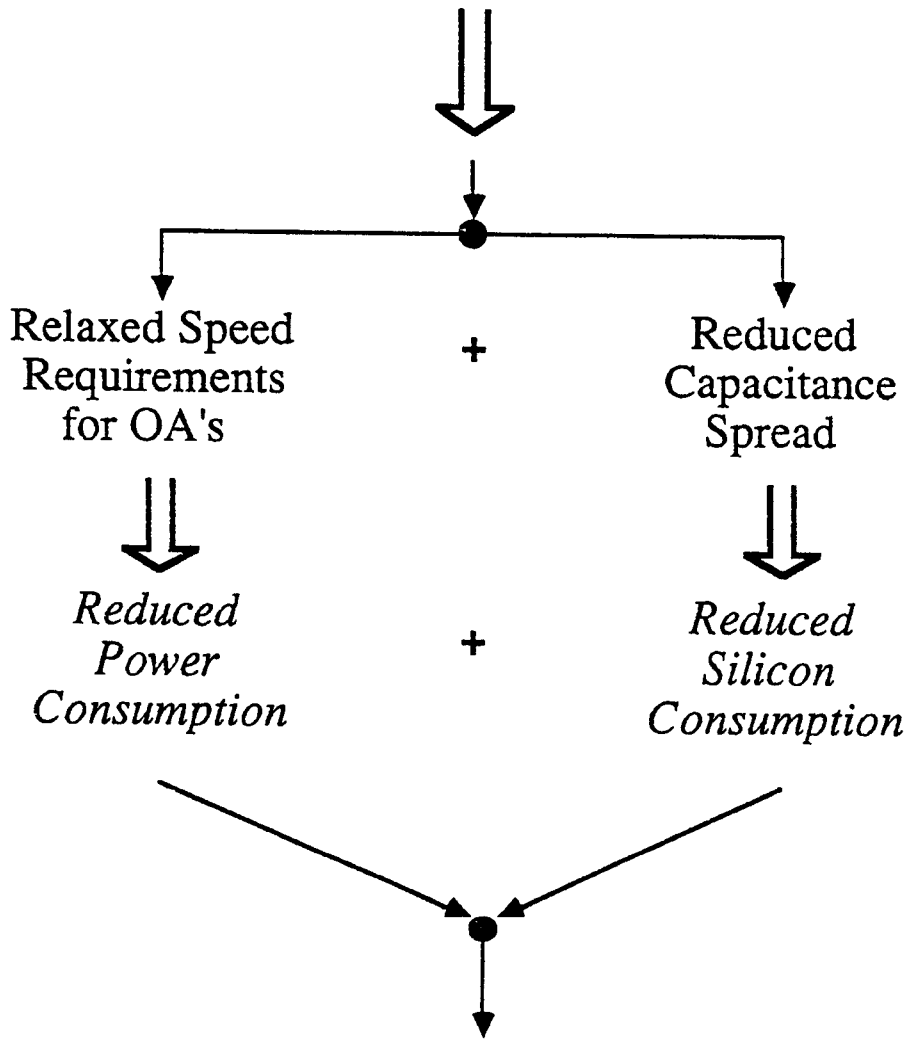 Relaxed Speed
Requirements
for OA's
+
Reduced
Capacitance
Spread
Reduced
Power
Consumption
+
Reduced
Silicon
Consumption